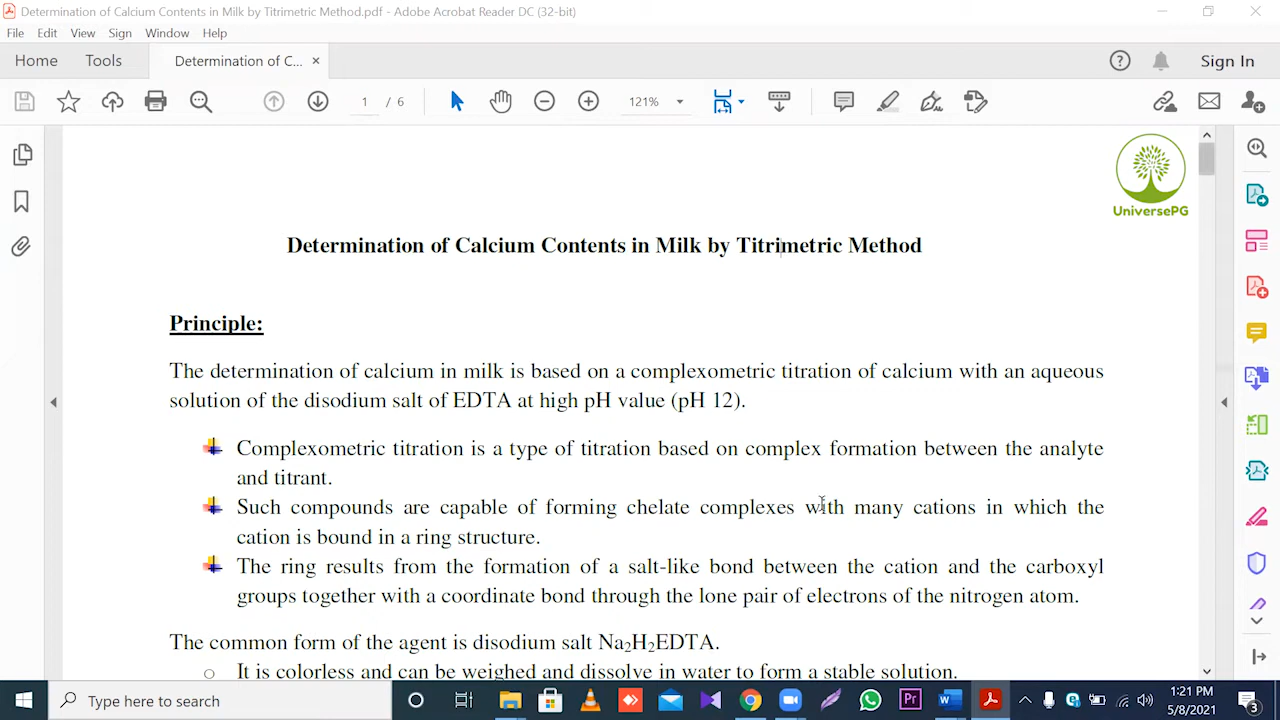 Determination of Calcium Contents in Milk by Titrimetric Method.pdf - Adobe Acrobat Reader DC (32-bit)
File Edit View Sign Window Help
Home Tools Determination of C... × Sign In
1 / 6 121%
UniversePG
Determination of Calcium Contents in Milk by Titrimetric Method
Principle:
The determination of calcium in milk is based on a complexometric titration of calcium with an aqueous
solution of the disodium salt of EDTA at high pH value (pH 12).
Complexometric titration is a type of titration based on complex formation between the analyte
and titrant.
Such compounds are capable of forming chelate complexes with many cations in which the
cation is bound in a ring structure.
The ring results from the formation of a salt-like bond between the cation and the carboxyl
groups together with a coordinate bond through the lone pair of electrons of the nitrogen atom.
The common form of the agent is disodium salt Na₂H₂EDTA.
It is colorless and can be weighed and dissolve in water to form a stable solution.
Type here to search
Pr
1:21 PM
5/8/2021
3